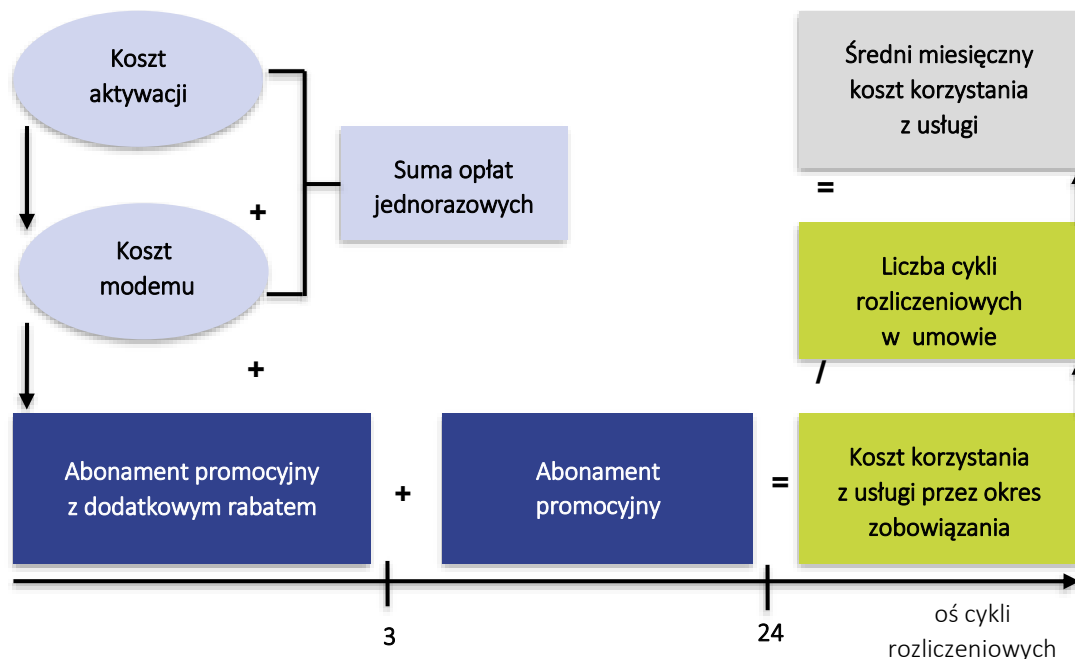 Koszt
aktywacji
+
Koszt
modemu
Suma opłat
jednorazowych
+
Abonament promocyjny
z dodatkowym rabatem
+
Abonament
promocyjny
=
Koszt korzystania
z usługi przez okres
zobowiązania
/
Liczba cykli
rozliczeniowych
w umowie
=
Średni miesięczny
koszt korzystania
z usługi
3
24
oś cykli
rozliczeniowych